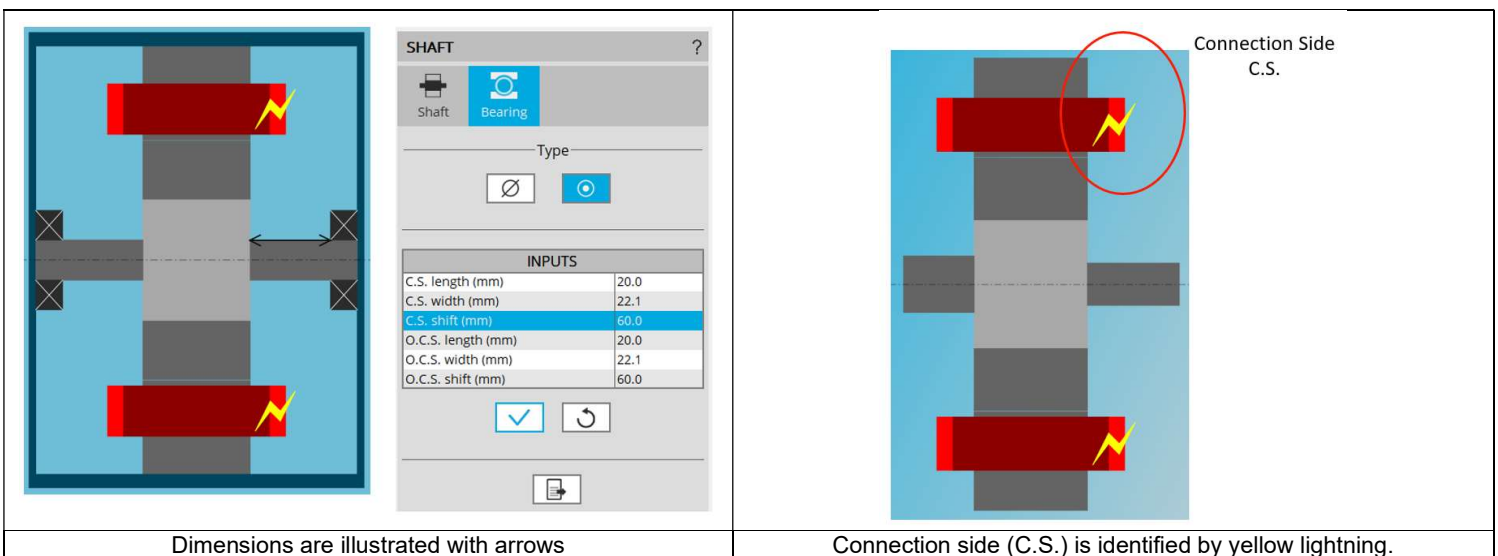 SHAFT ?
Shaft Bearing
Type
INPUTS
C.S. length (mm) 20.0
C.S. width (mm) 22.1
C.S. shift (mm) 60.0
O.C.S. length (mm) 20.0
O.C.S. width (mm) 22.1
O.C.S. shift (mm) 60.0
Dimensions are illustrated with arrows
Connection Side
C.S.
Connection side (C.S.) is identified by yellow lightning.